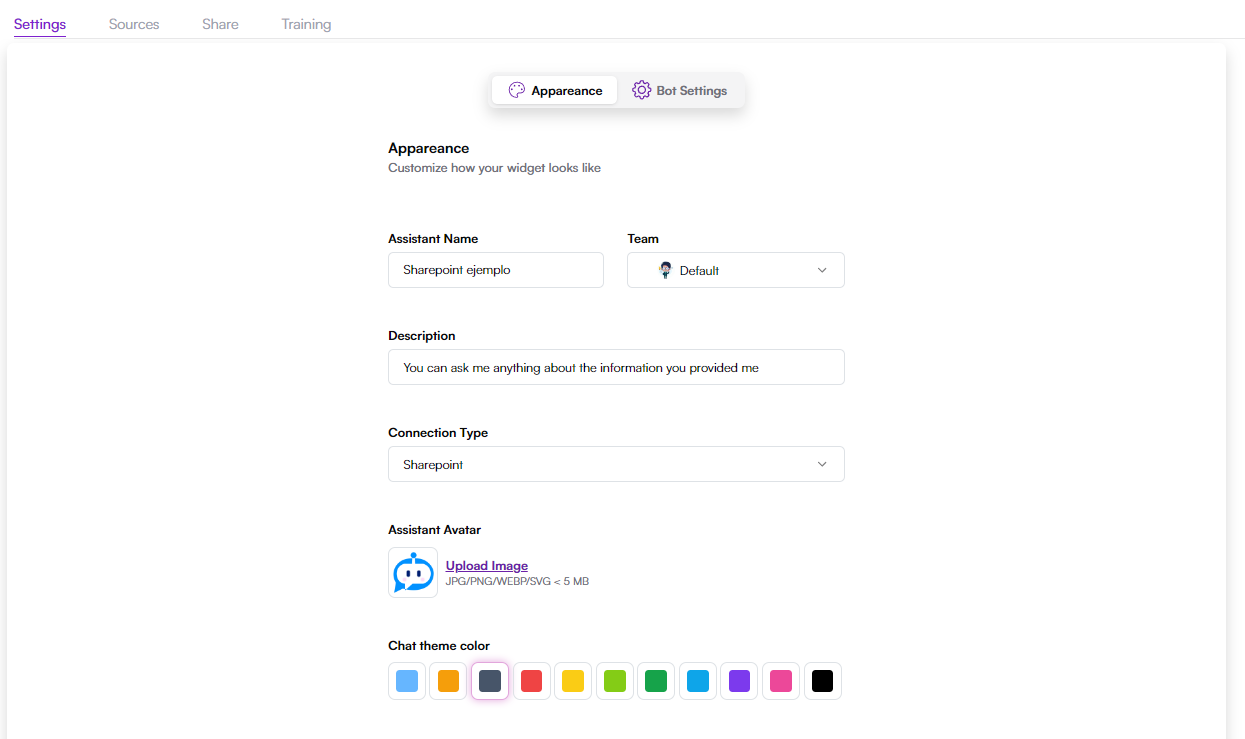 Settings Sources Share Training
Appareance Bot Settings
Appareance
Customize how your widget looks like
Assistant Name Team
Sharepoint ejemplo Default
Description
You can ask me anything about the information you provided me
Connection Type
Sharepoint
Assistant Avatar
Upload Image
JPG/PNG/WEBP/SVG < 5 MB
Chat theme color